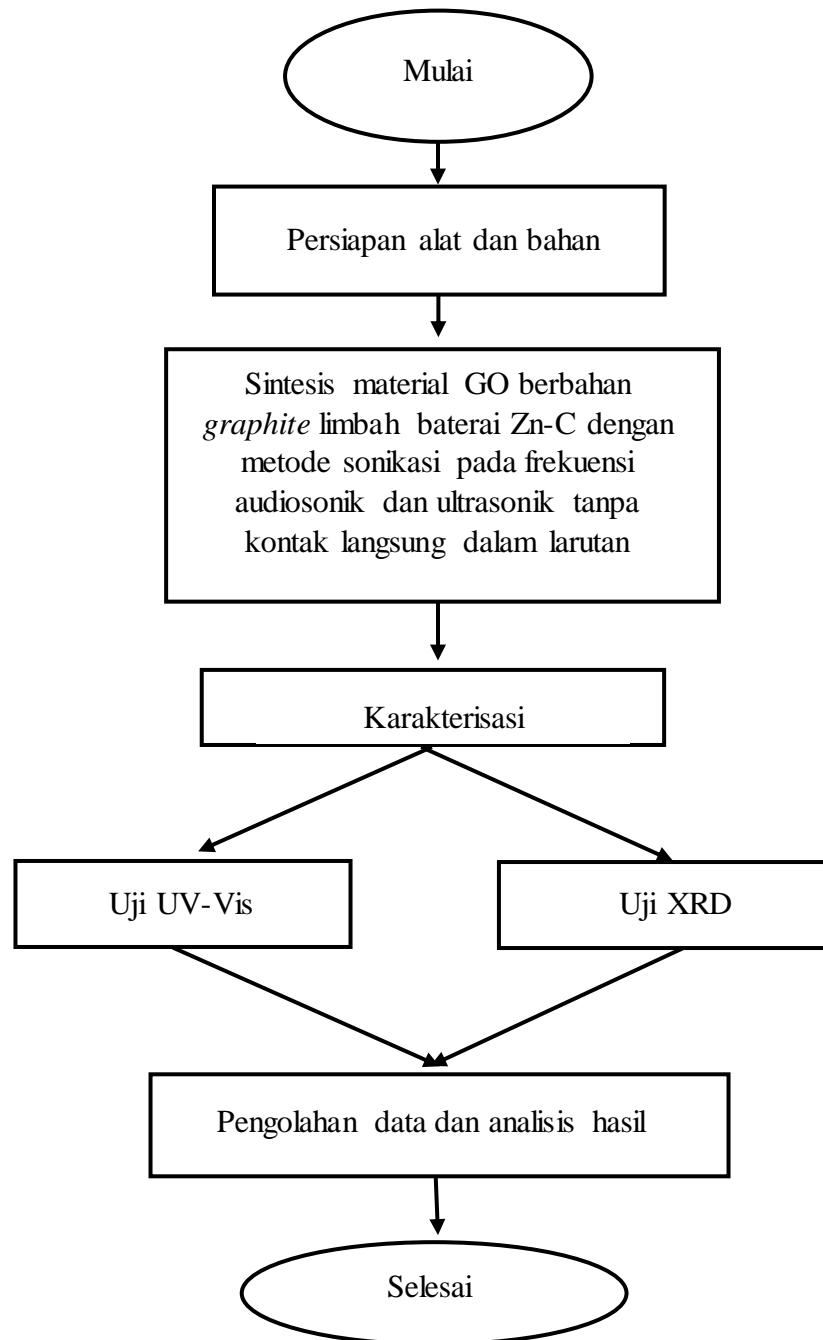 Mulai
Persiapan alat dan bahan
Sintesis material GO berbahan
graphite limbah baterai Zn-C dengan
metode sonikasi pada frekuensi
audiosonik dan ultrasonik tanpa
kontak langsung dalam larutan
Karakterisasi
Uji UV-Vis
Uji XRD
Pengolahan data dan analisis hasil
Selesai